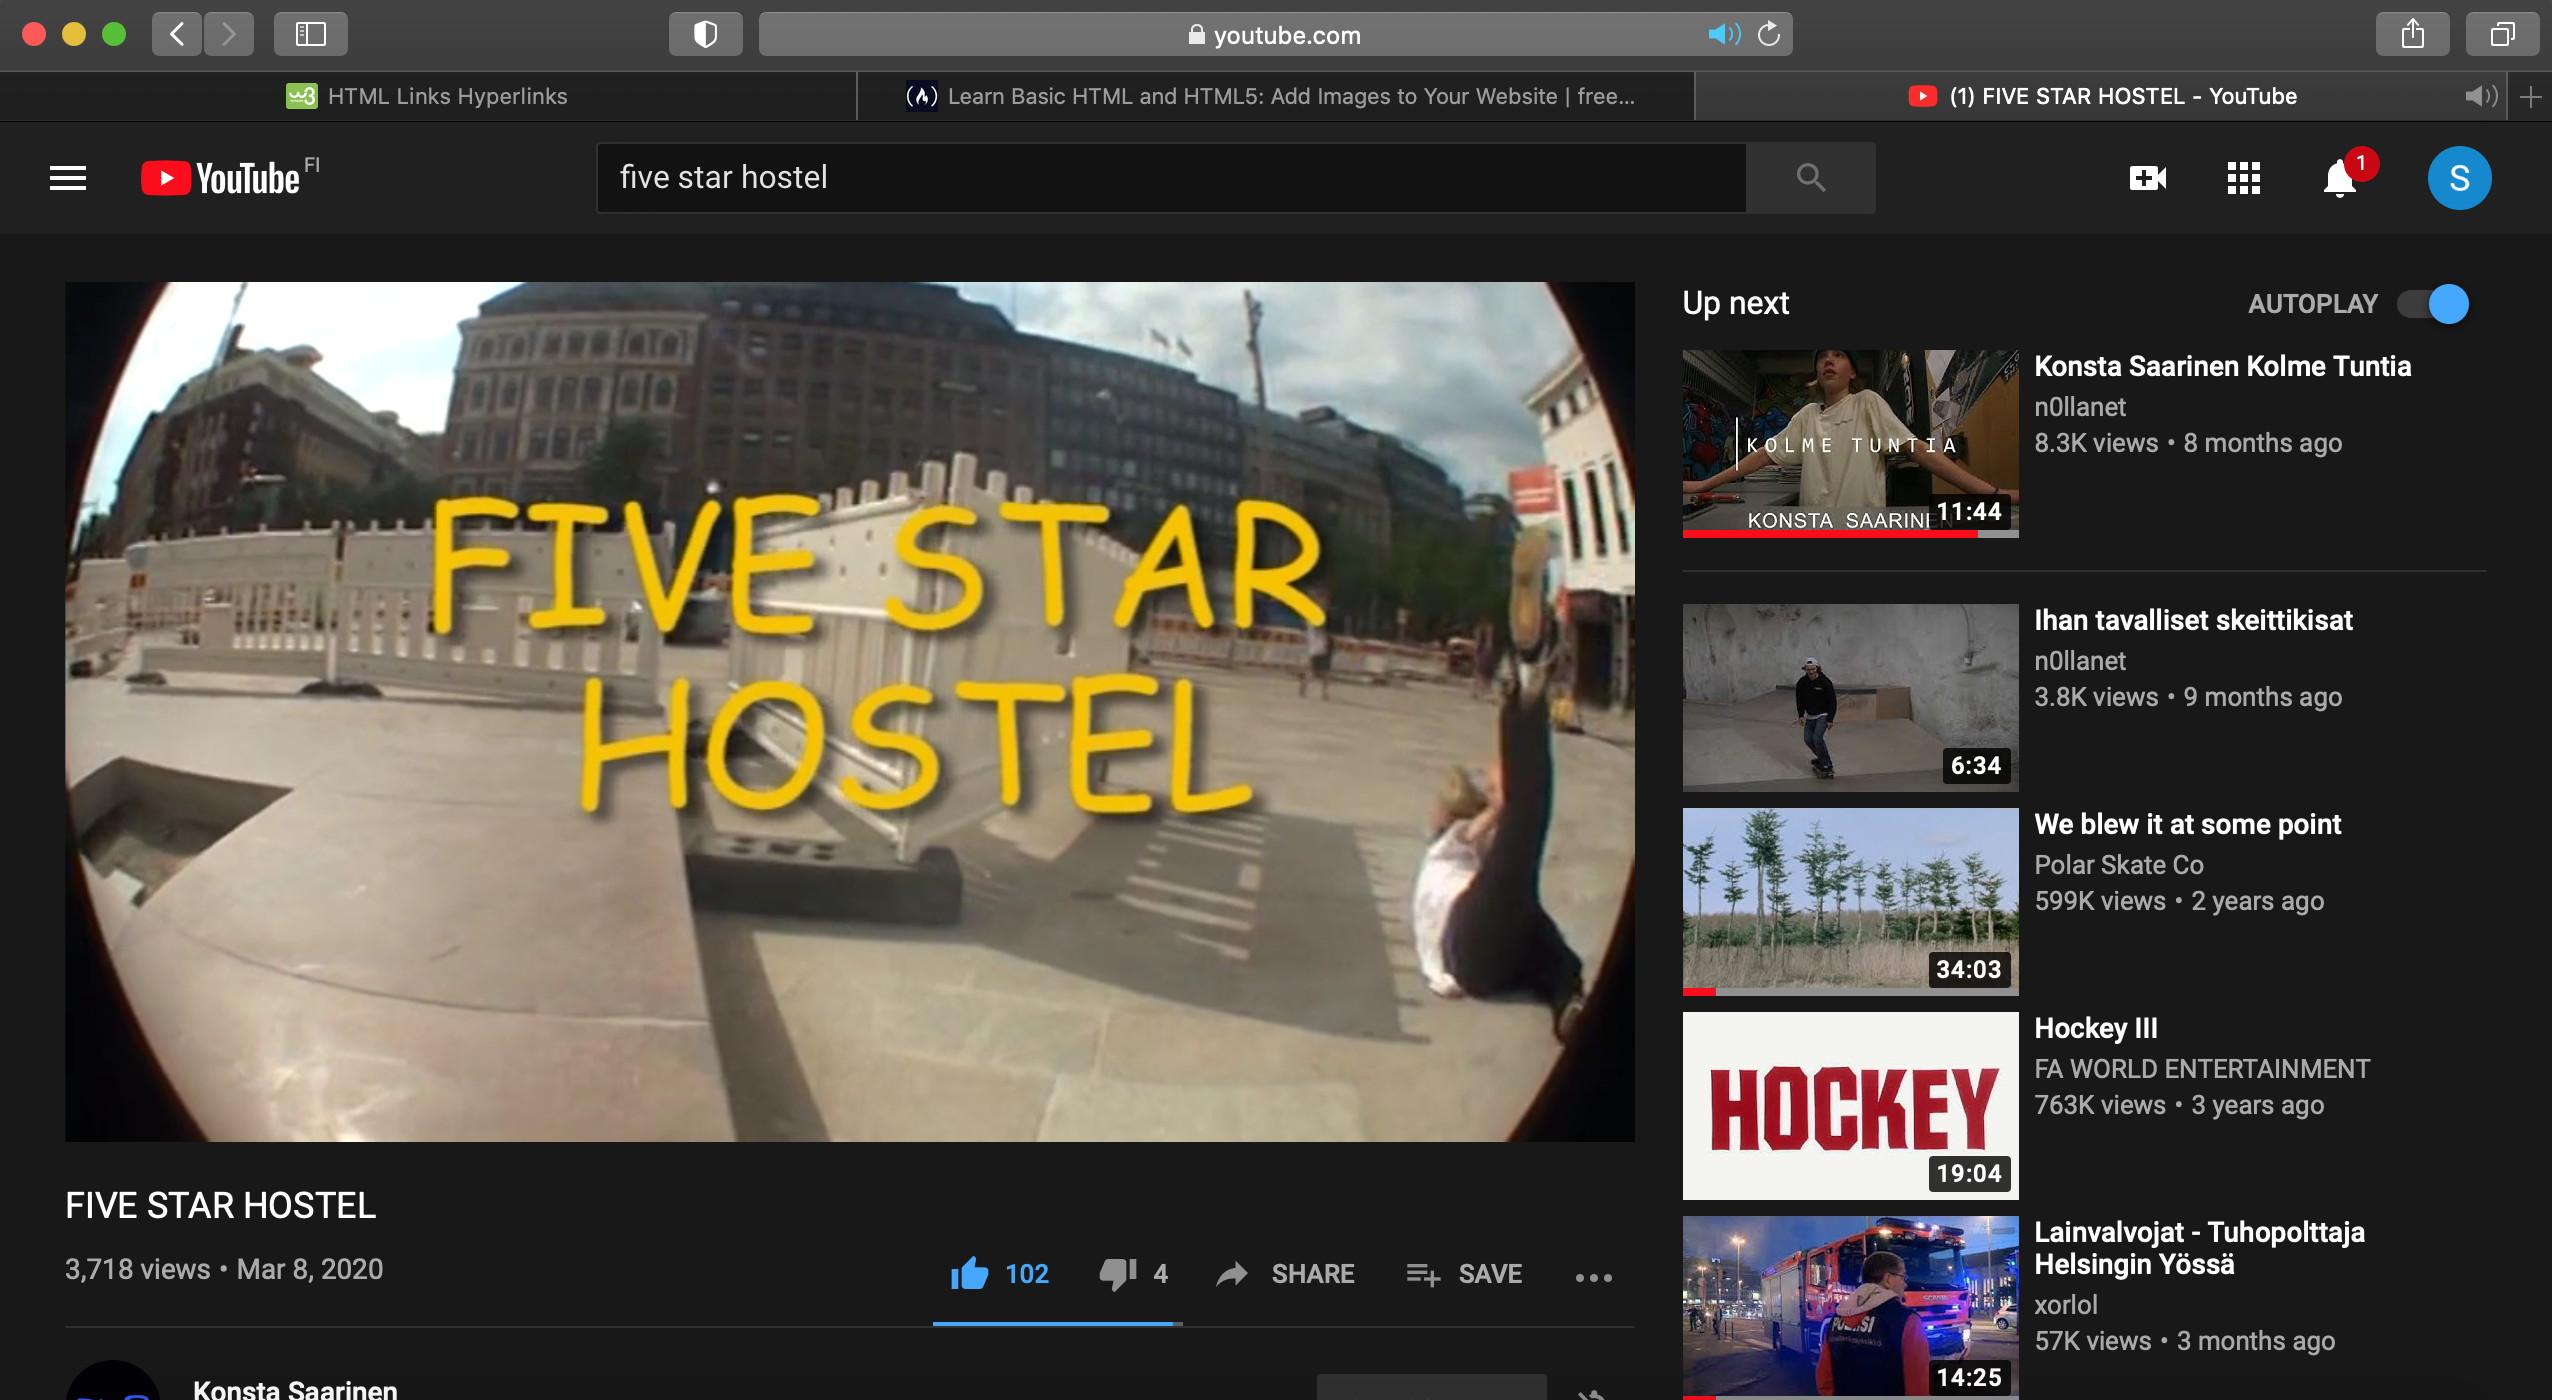 youtube.com
HTML Links Hyperlinks
Learn Basic HTML and HTML5: Add Images to Your Website | free...
(1) FIVE STAR HOSTEL - YouTube
YouTube FI
five star hostel
1
S
FIVE STAR
HOSTEL
FIVE STAR HOSTEL
3,718 views • Mar 8, 2020
102
4
SHARE
SAVE
Konsta Saarinen
Up next
AUTOPLAY
KOLME TUNTIA
KONSTA SAARINEN
11:44
Konsta Saarinen Kolme Tuntia
n0llanet
8.3K views • 8 months ago
6:34
Ihan tavalliset skeittikisat
n0llanet
3.8K views • 9 months ago
34:03
We blew it at some point
Polar Skate Co
599K views • 2 years ago
HOCKEY
19:04
Hockey III
FA WORLD ENTERTAINMENT
763K views • 3 years ago
14:25
Lainvalvojat - Tuhopolttaja
Helsingin Yössä
xorlol
57K views • 3 months ago